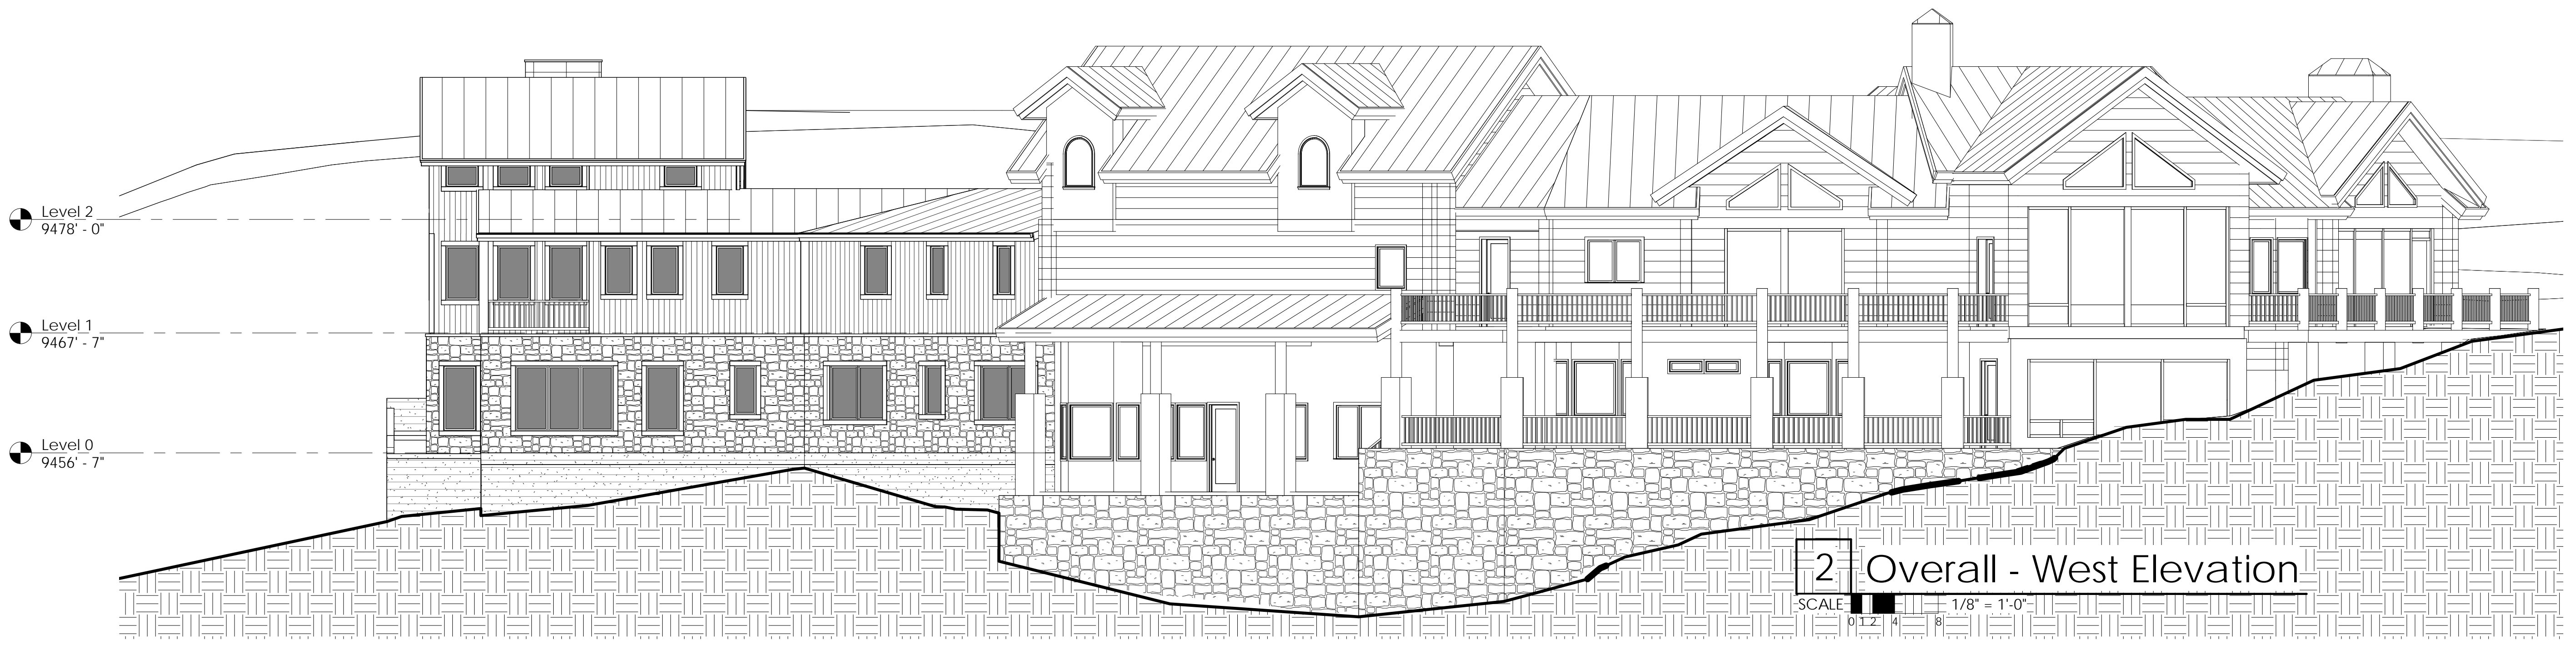 Level 2
9478' - 0"
Level 1
9467' - 7"
Level 0
9456' - 7"
2 Overall - West Elevation
SCALE 1/8" = 1'-0"
0 1 2 4 8